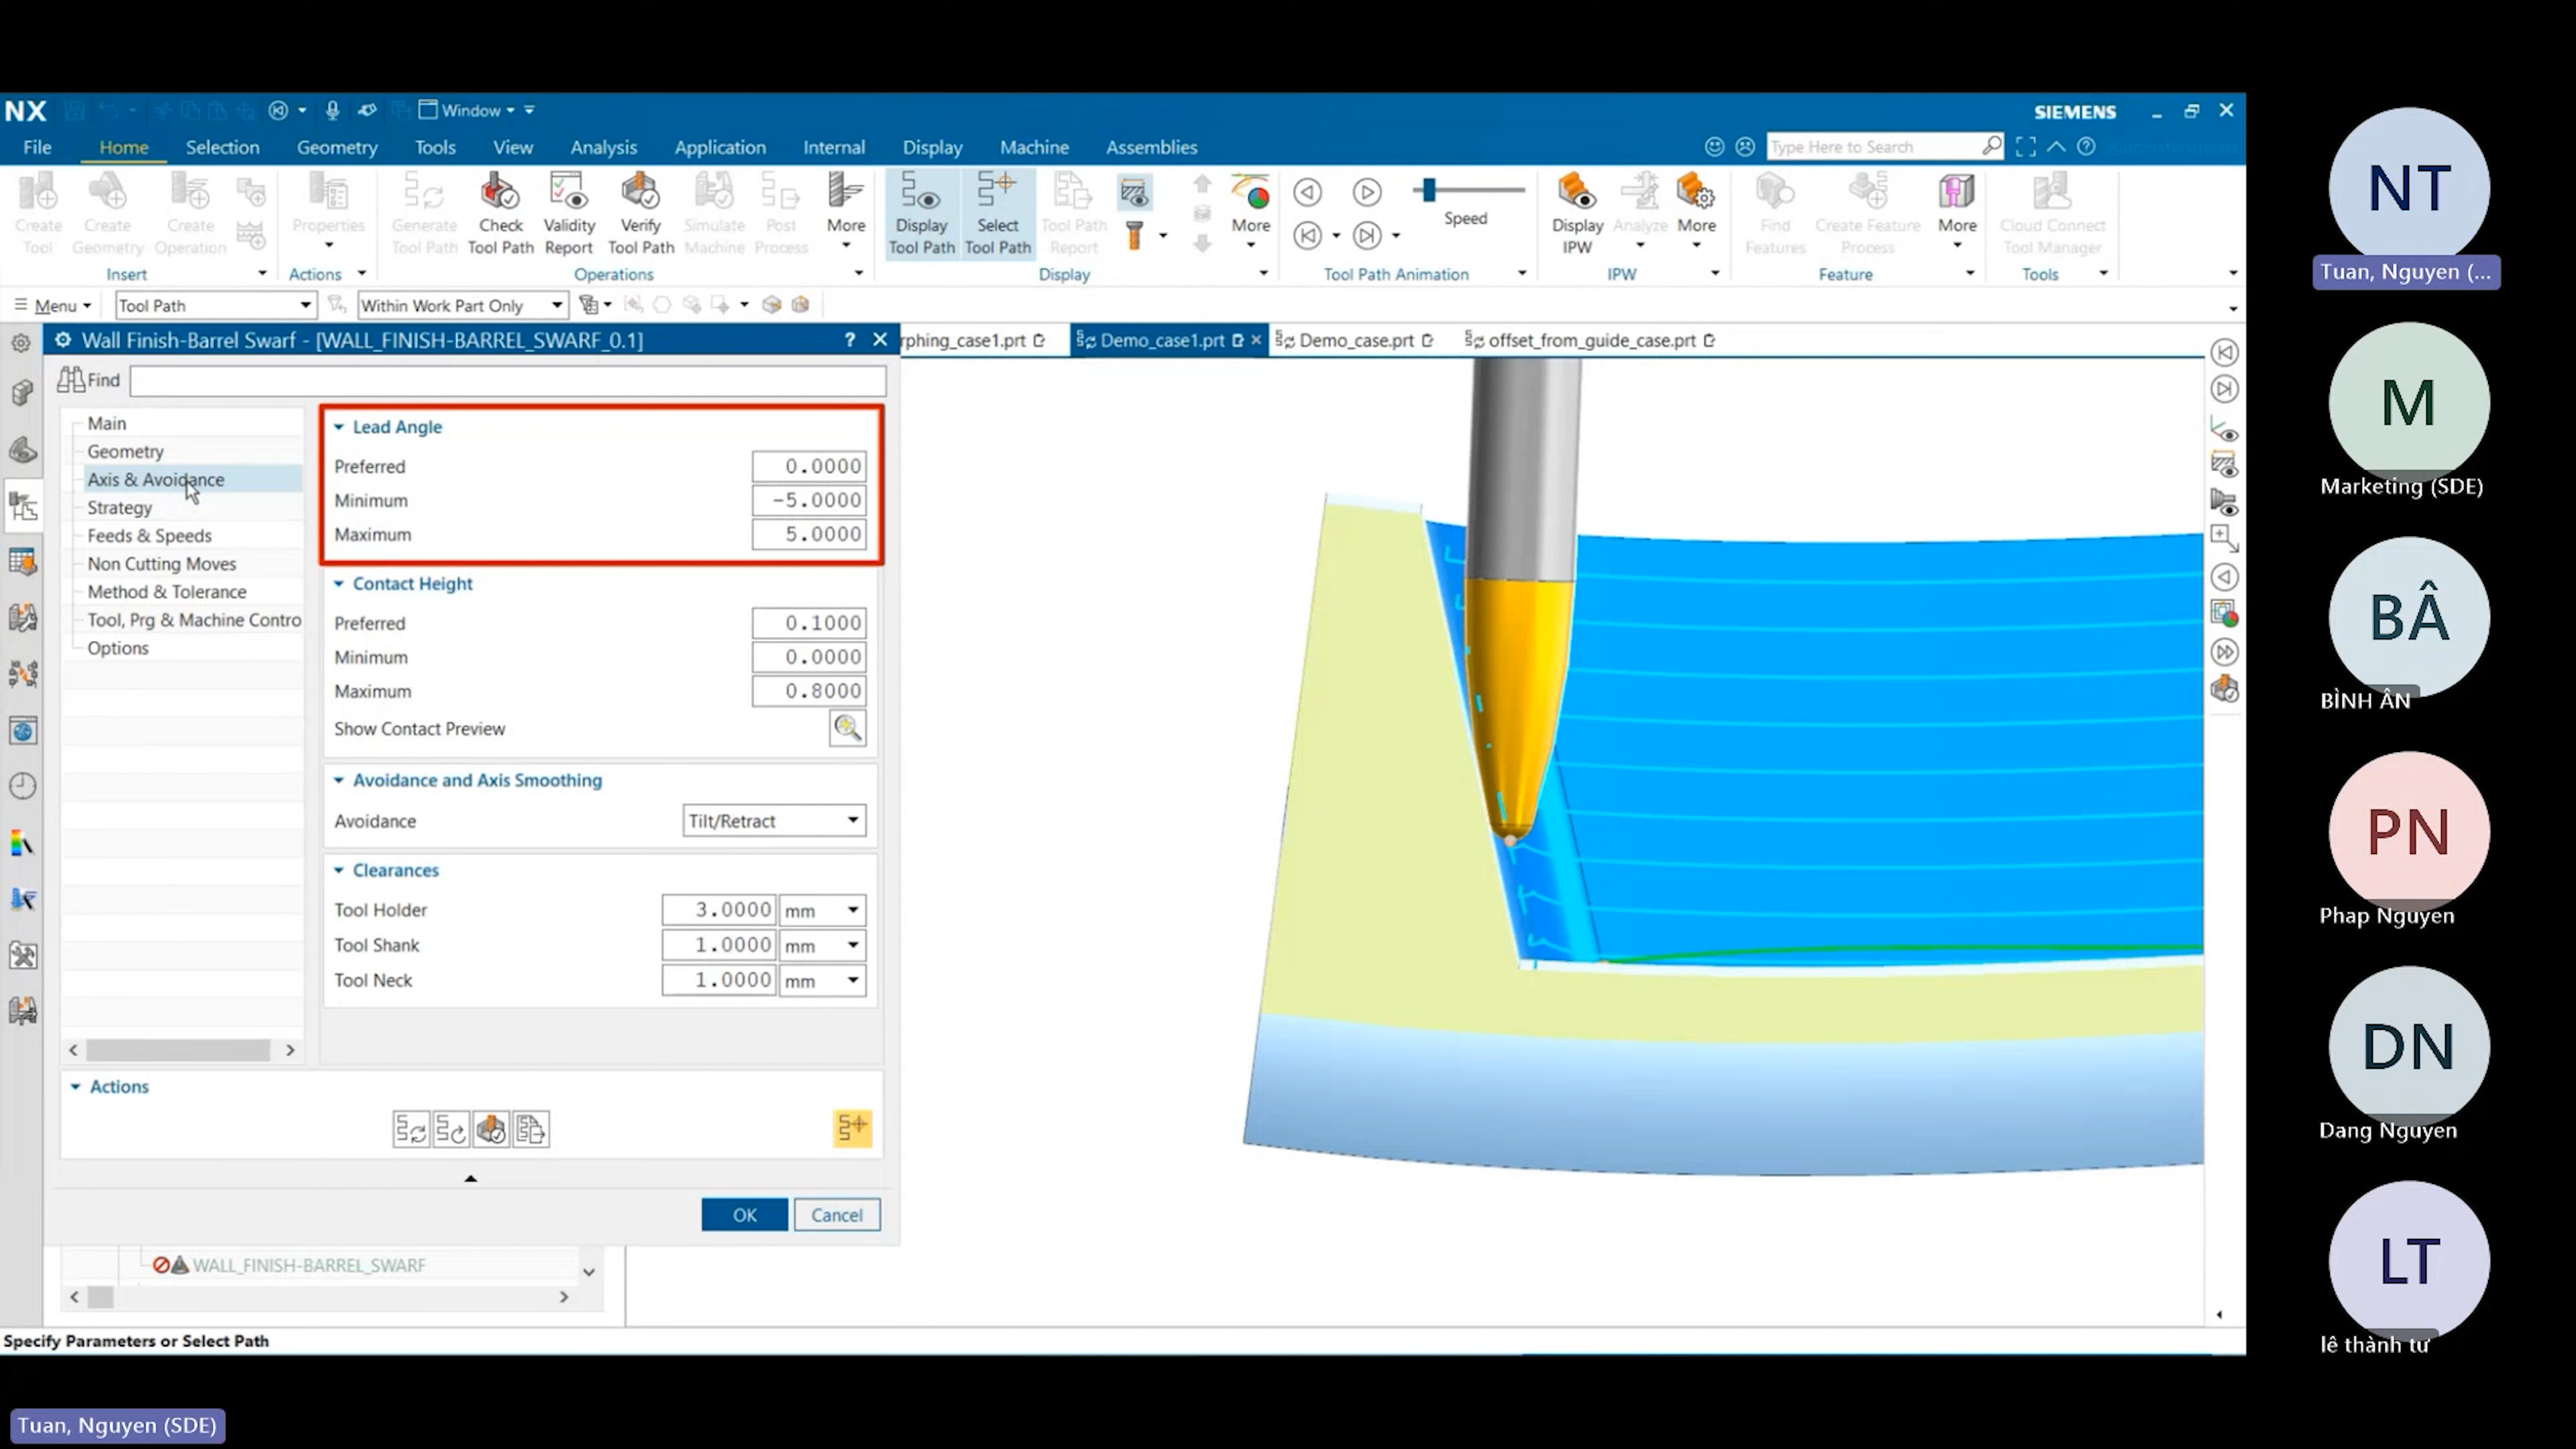 NX
Window
SIEMENS
File Home Selection Geometry Tools View Analysis Application Internal Display Machine Assemblies
Type Here to Search
Create Tool
Create Geometry
Create Operation
Properties
Generate Tool Path
Check Tool Path
Validity Report
Verify Tool Path
Simulate Machine
Post Process
More
Display Tool Path
Select Tool Path
Tool Path Report
More
Speed
Display IPW
Analyze
More
Find Features
Create Feature Process
More
Cloud Connect Tool Manager
Insert Actions Operations Display Tool Path Animation IPW Feature Tools
Menu Tool Path Within Work Part Only
Wall Finish-Barrel Swarf - [WALL_FINISH-BARREL_SWARF_0.1] ?
rphing_case1.prt Demo_case1.prt Demo_case.prt offset_from_guide_case.prt
Find
Main
Geometry
Axis & Avoidance
Strategy
Feeds & Speeds
Non Cutting Moves
Method & Tolerance
Tool, Prg & Machine Contro
Options
Lead Angle
Preferred 0.0000
Minimum -5.0000
Maximum 5.0000
Contact Height
Preferred 0.1000
Minimum 0.0000
Maximum 0.8000
Show Contact Preview
Avoidance and Axis Smoothing
Avoidance Tilt/Retract
Clearances
Tool Holder 3.0000 mm
Tool Shank 1.0000 mm
Tool Neck 1.0000 mm
Actions
OK Cancel
WALL_FINISH-BARREL_SWARF
Specify Parameters or Select Path
Tuan, Nguyen (SDE)
NT
Tuan, Nguyen (...
M
Marketing (SDE)
BÂ
BÌNH ÂN
PN
Phap Nguyen
DN
Dang Nguyen
LT
lê thành tư